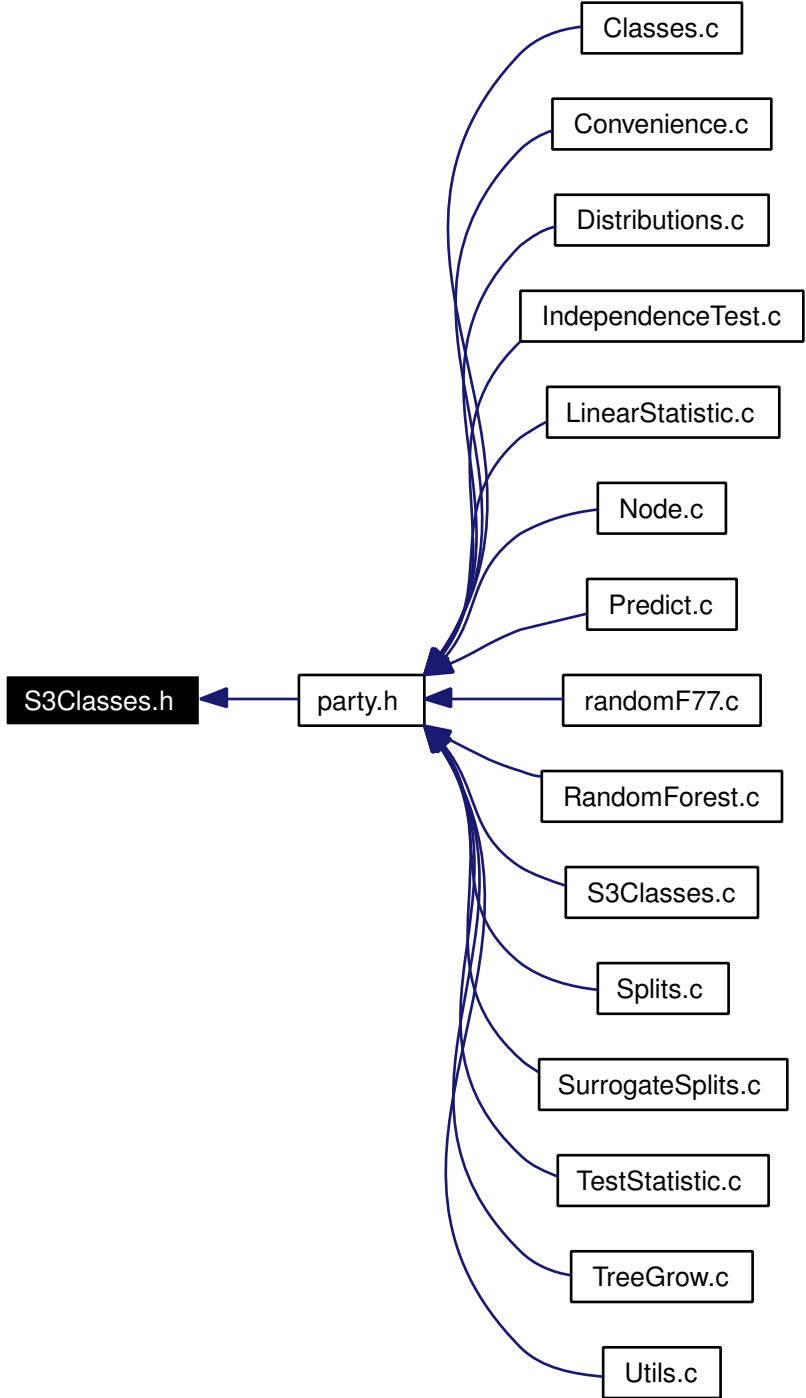 Classes.c
Convenience.c
Distributions.c
IndependenceTest.c
LinearStatistic.c
Node.c
Predict.c
S3Classes.h
party.h
randomF77.c
RandomForest.c
S3Classes.c
Splits.c
SurrogateSplits.c
TestStatistic.c
TreeGrow.c
Utils.c